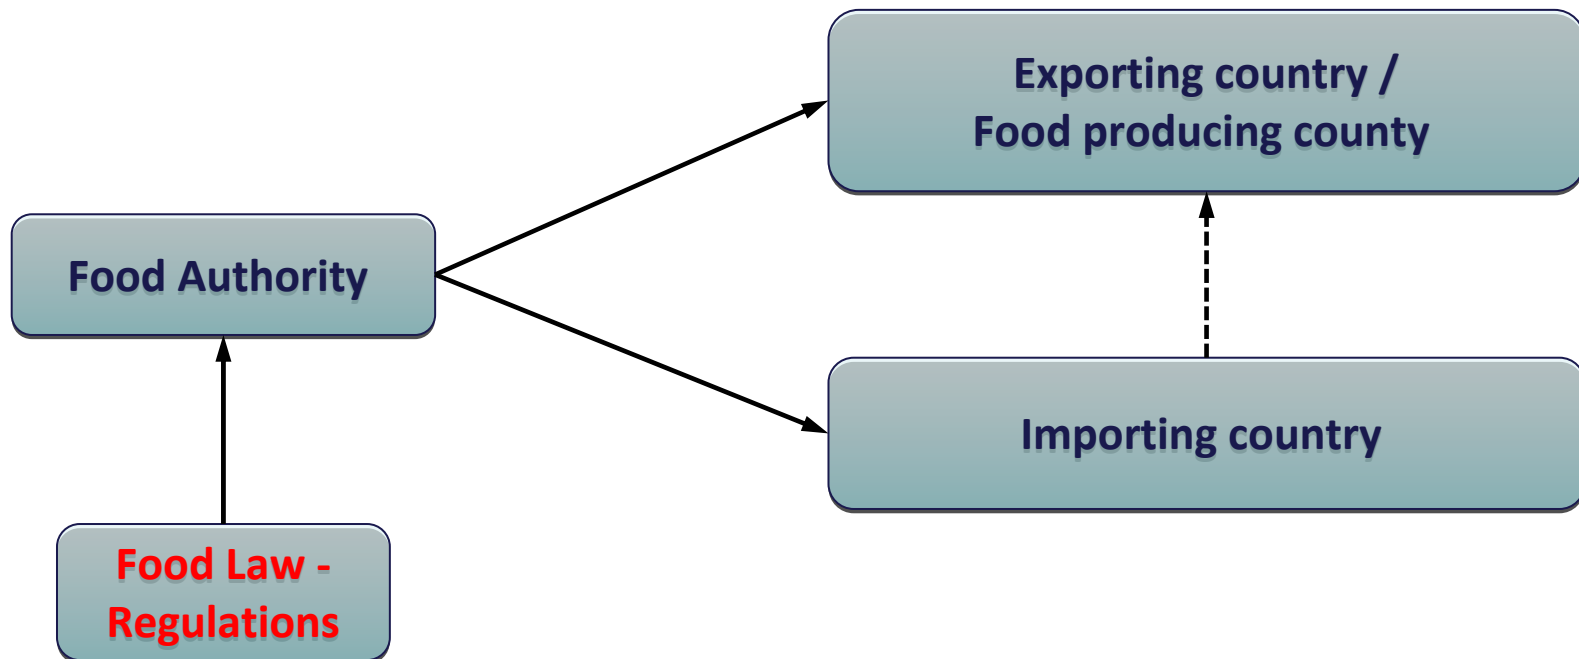 Exporting country /
Food producing county
Food Authority
Importing country
Food Law -
Regulations